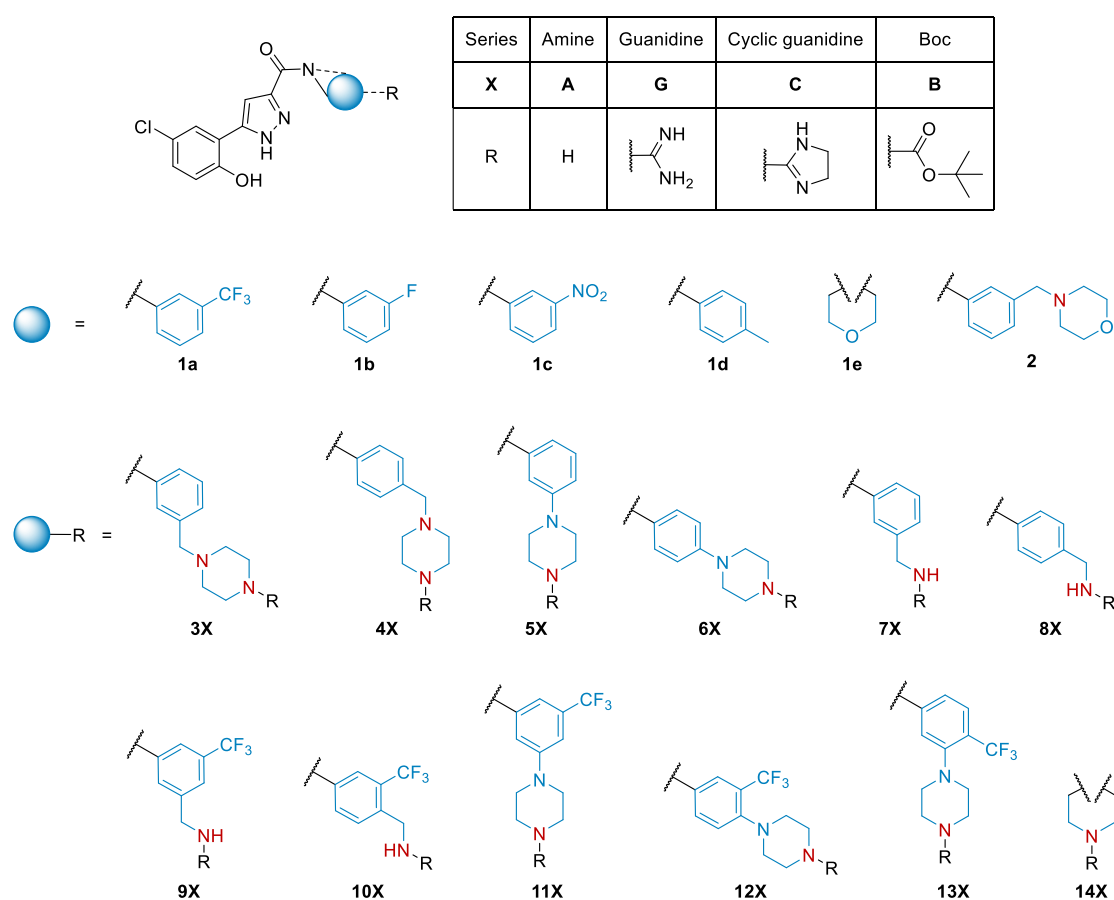 Series Amine Guanidine Cyclic guanidine Boc
X A G C B
R H
NH
NH₂
H
N
N
O
O
O
N
R
N
N
H
Cl
OH
=
CF₃
1a
F
1b
NO₂
1c
1d
O
1e
N
O
2
R =
N
N
R
3X
N
N
R
4X
N
N
R
5X
N
N
R
6X
NH
R
7X
HN
R
8X
CF₃
NH
R
9X
CF₃
HN
R
10X
CF₃
N
N
R
11X
CF₃
N
N
R
12X
CF₃
N
N
R
13X
N
R
14X